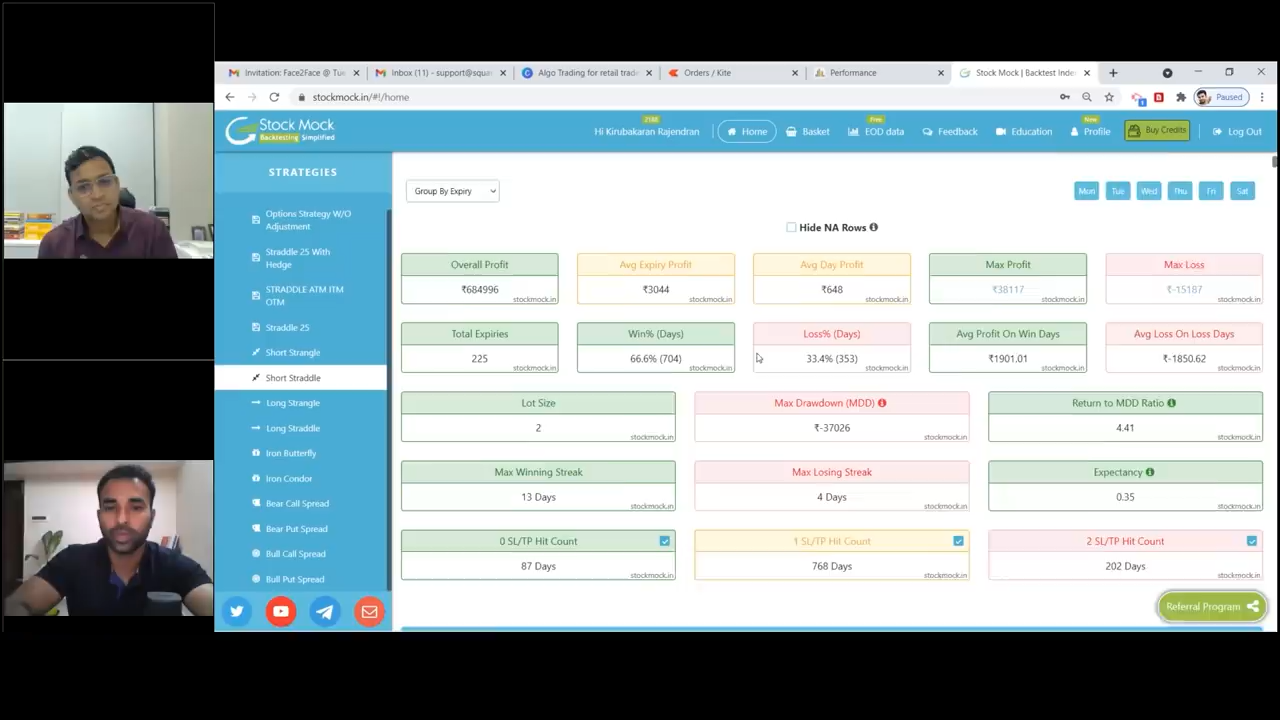 Invitation: Face2Face @ Tue
Inbox (11) - support@squa
Algo Trading for retail trade
Orders / Kite
Performance
Stock Mock | Backtest Index
stockmock.in/#!/home
Paused
Stock Mock
Backtesting Simplified
2188
Hi Kirubakaran Rajendran
Home
Basket
Free
EOD data
Feedback
Education
New
Profile
Buy Credits
Log Out
STRATEGIES
Options Strategy W/O
Adjustment
Straddle 25 With
Hedge
STRADDLE ATM ITM
OTM
Straddle 25
Short Strangle
Short Straddle
Long Strangle
Long Straddle
Iron Butterfly
Iron Condor
Bear Call Spread
Bear Put Spread
Bull Call Spread
Bull Put Spread
Group By Expiry
Mon Tue Wed Thu Fri Sat
Hide NA Rows
Overall Profit
₹684996
stockmock.in
Avg Expiry Profit
₹3044
stockmock.in
Avg Day Profit
₹648
stockmock.in
Max Profit
₹38117
stockmock.in
Max Loss
₹-15187
stockmock.in
Total Expiries
225
stockmock.in
Win% (Days)
66.6% (704)
stockmock.in
Loss% (Days)
33.4% (353)
stockmock.in
Avg Profit On Win Days
₹1901.01
stockmock.in
Avg Loss On Loss Days
₹-1850.62
stockmock.in
Lot Size
2
stockmock.in
Max Drawdown (MDD)
₹-37026
stockmock.in
Return to MDD Ratio
4.41
stockmock.in
Max Winning Streak
13 Days
stockmock.in
Max Losing Streak
4 Days
stockmock.in
Expectancy
0.35
stockmock.in
0 SL/TP Hit Count
87 Days
stockmock.in
1 SL/TP Hit Count
768 Days
stockmock.in
2 SL/TP Hit Count
202 Days
stockmock.in
Referral Program